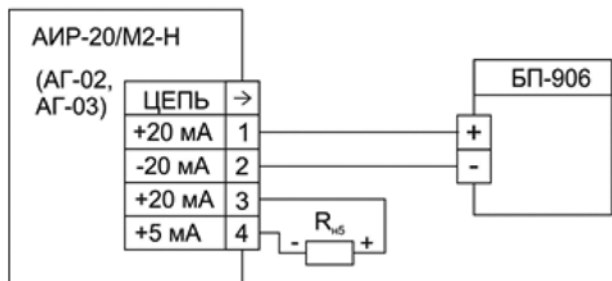 АИР-20/М2-Н
(АГ-02,
АГ-03)
ЦЕПЬ →
+20 мА 1
-20 мА 2
+20 мА 3
+5 мА 4
Rн5
- +
БП-906
+
-